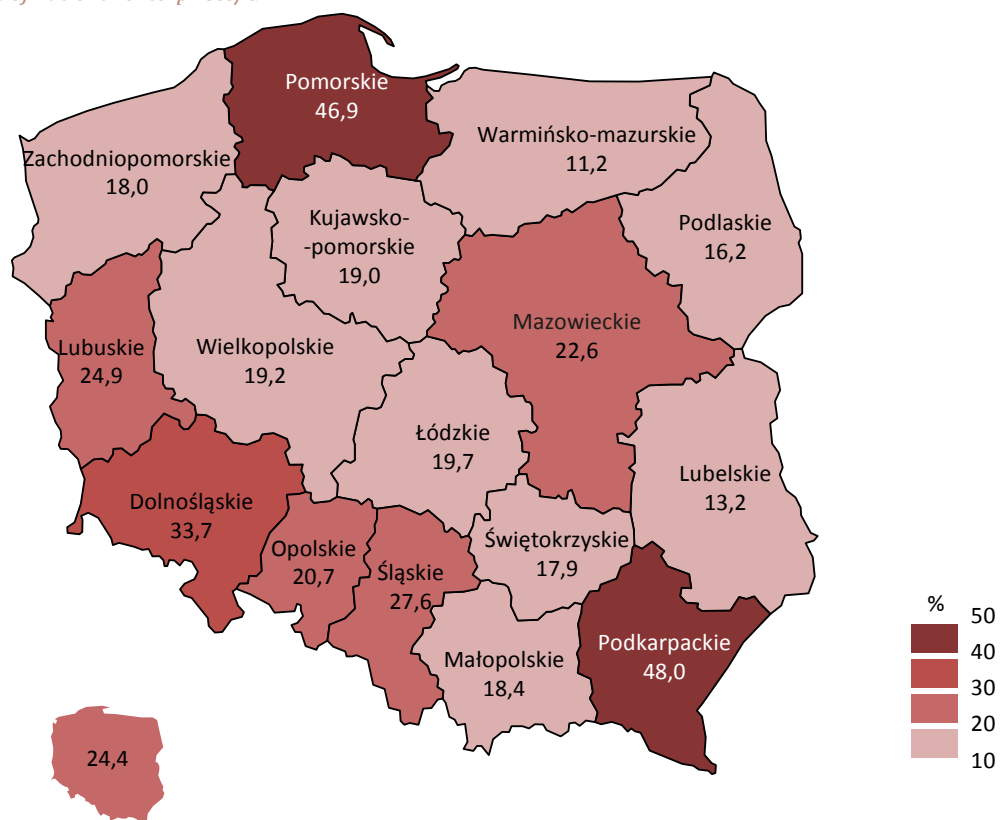 Pomorskie
46,9
Warmińsko-mazurskie
11,2
Zachodniopomorskie
18,0
Podlaskie
16,2
Kujawsko-
-pomorskie
19,0
Mazowieckie
22,6
Lubuskie
24,9
Wielkopolskie
19,2
Łódzkie
19,7
Lubelskie
13,2
Dolnośląskie
33,7
Opolskie
20,7
Śląskie
27,6
Świętokrzyskie
17,9
Małopolskie
18,4
Podkarpackie
48,0
%
50
40
30
20
10
24,4